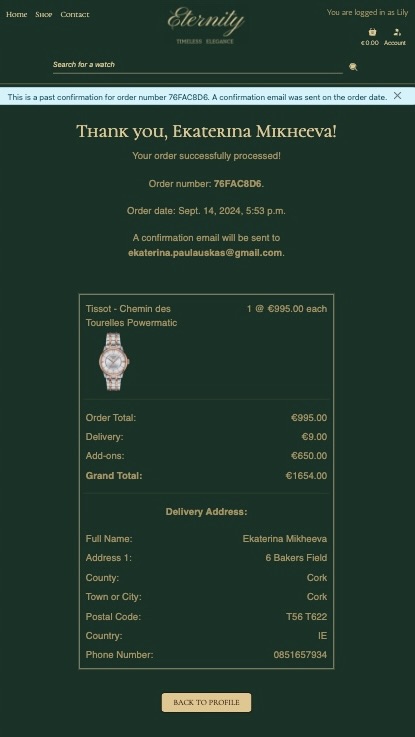 Home Shop Contact
Eternity
TIMELESS ELEGANCE
You are logged in as Lily
€0.00 Account
Search for a watch
This is a past confirmation for order number 76FAC8D6. A confirmation email was sent on the order date.
Thank you, Ekaterina Mikheeva!
Your order successfully processed!
Order number: 76FAC8D6.
Order date: Sept. 14, 2024, 5:53 p.m.
A confirmation email will be sent to
ekaterina.paulauskas@gmail.com.
Tissot - Chemin des 1 @ €995.00 each
Tourelles Powermatic
Order Total: €995.00
Delivery: €9.00
Add-ons: €650.00
Grand Total: €1654.00
Delivery Address:
Full Name: Ekaterina Mikheeva
Address 1: 6 Bakers Field
County: Cork
Town or City: Cork
Postal Code: T56 T622
Country: IE
Phone Number: 0851657934
BACK TO PROFILE